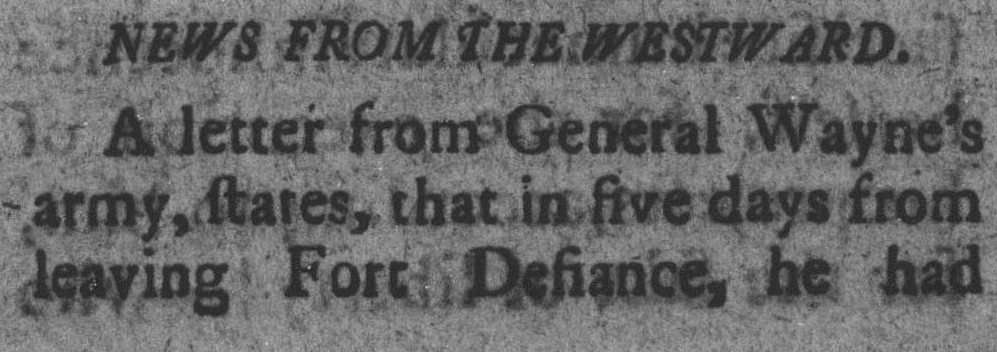 NEWS FROM THE WESTWARD.
A letter from General Wayne's
army, ſtates, that in five days from
leaving Fort Defiance, he had